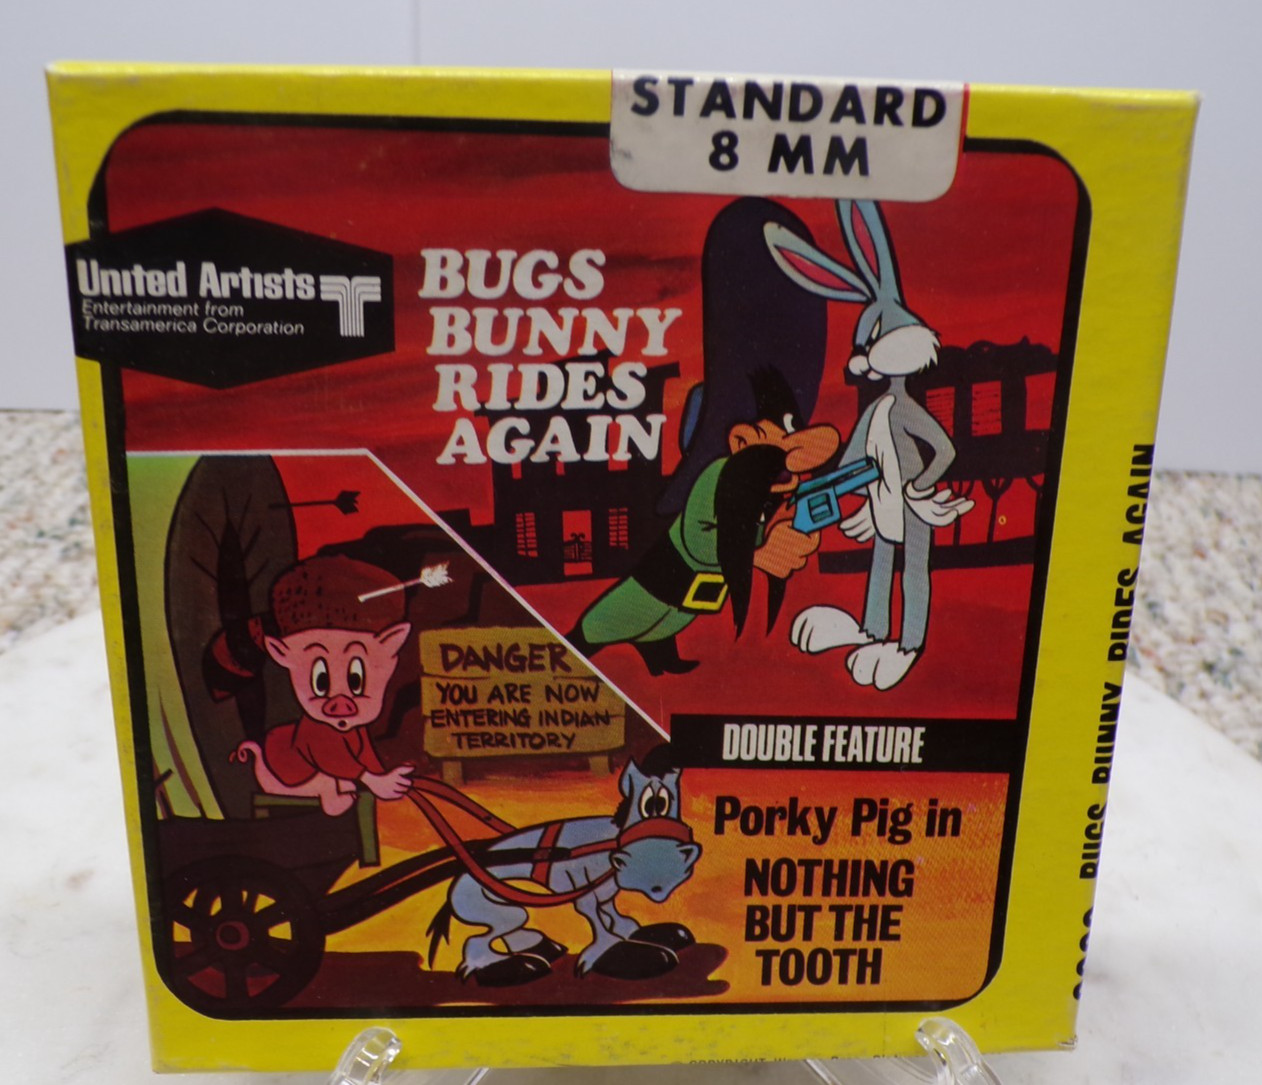 STANDARD
8 MM
United Artists
Entertainment from
Transamerica Corporation
BUGS
BUNNY
RIDES
AGAIN
DANGER
YOU ARE NOW
ENTERING INDIAN
TERRITORY
DOUBLE FEATURE
Porky Pig in
NOTHING
BUT THE
TOOTH
BUGS BUNNY RIDES AGAIN
COPYRIGHT